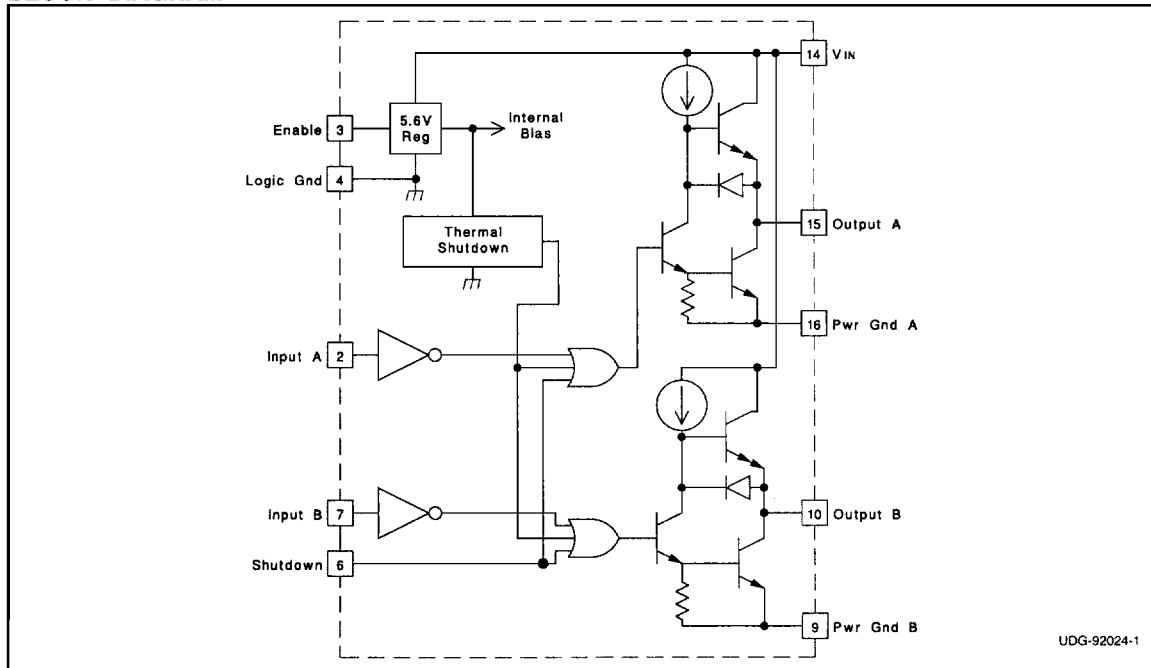 14 VIN
5.6V
Reg
Internal
Bias
Enable 3
Logic Gnd 4
Thermal
Shutdown
15 Output A
16 Pwr Gnd A
Input A 2
Input B 7
10 Output B
Shutdown 6
9 Pwr Gnd B
UDG-92024-1